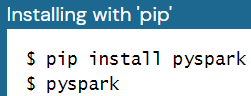 Installing with 'pip'
$ pip install pyspark
$ pyspark